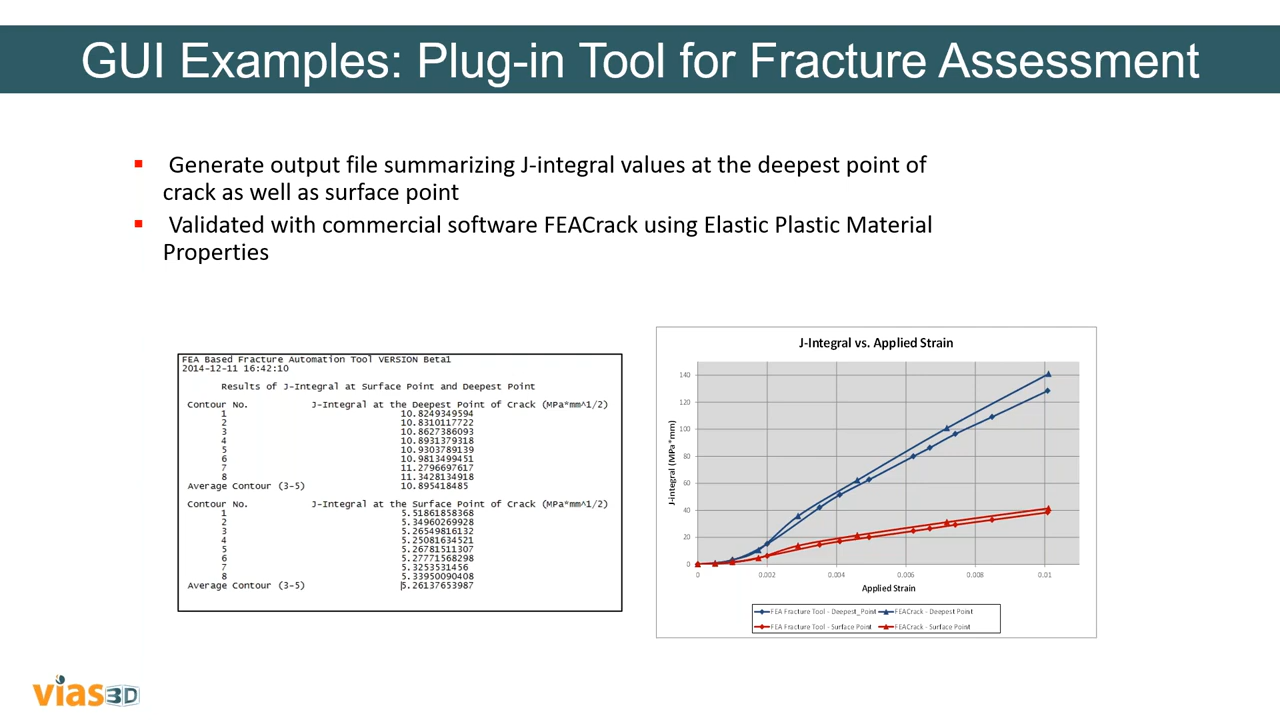 GUI Examples: Plug-in Tool for Fracture Assessment
Generate output file summarizing J-integral values at the deepest point of
crack as well as surface point
Validated with commercial software FEACrack using Elastic Plastic Material
Properties
FEA Based Fracture Automation Tool VERSION Beta1
2014-12-11 16:42:10
Results of J-Integral at Surface Point and Deepest Point
Contour No. J-Integral at the Deepest Point of Crack (MPa*mm^1/2)
1 10.8249349594
2 10.8310117722
3 10.8627386093
4 10.8931379318
5 10.9303789139
6 10.9813499451
7 11.2796697617
8 11.3428134918
Average Contour (3-5) 10.895418485
Contour No. J-Integral at the Surface Point of Crack (MPa*mm^1/2)
1 5.51861858368
2 5.34960269928
3 5.26549816132
4 5.25081634521
5 5.26781511307
6 5.27771568298
7 5.3253531456
8 5.33950090408
Average Contour (3-5) 5.26137653987
J-Integral vs. Applied Strain
J-integral (MPa*mm)
140
120
100
80
60
40
20
0
0 0.002 0.004 0.006 0.008 0.01
Applied Strain
FEA Fracture Tool - Deepest_Point FEACrack - Deepest Point
FEA Fracture Tool - Surface Point FEACrack - Surface Point
vias3D